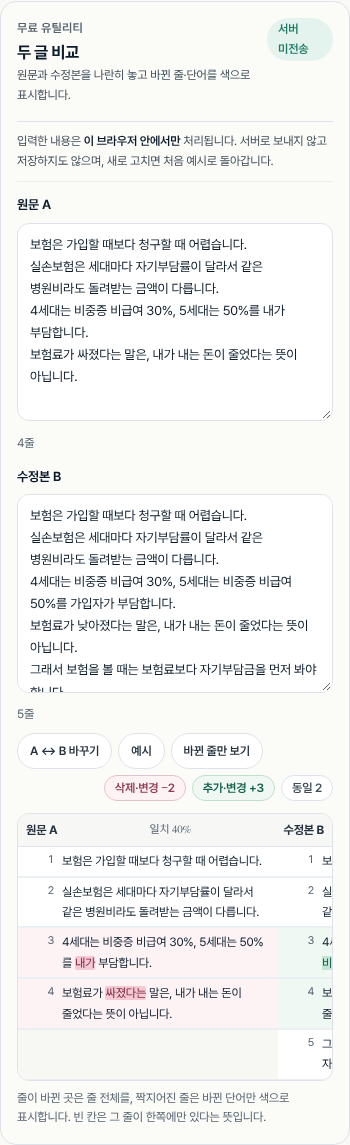 무료 유틸리티
두 글 비교
원문과 수정본을 나란히 놓고 바뀐 줄·단어를 색으로
표시합니다.
서버
미전송
입력한 내용은 이 브라우저 안에서만 처리됩니다. 서버로 보내지 않고
저장하지도 않으며, 새로 고치면 처음 예시로 돌아갑니다.
원문 A
보험은 가입할 때보다 청구할 때 어렵습니다.
실손보험은 세대마다 자기부담률이 달라서 같은
병원비라도 돌려받는 금액이 다릅니다.
4세대는 비중증 비급여 30%, 5세대는 50%를 내가
부담합니다.
보험료가 싸졌다는 말은, 내가 내는 돈이 줄었다는 뜻이
아닙니다.
4줄
수정본 B
보험은 가입할 때보다 청구할 때 어렵습니다.
실손보험은 세대마다 자기부담률이 달라서 같은
병원비라도 돌려받는 금액이 다릅니다.
4세대는 비중증 비급여 30%, 5세대는 비중증 비급여
50%를 가입자가 부담합니다.
보험료가 낮아졌다는 말은, 내가 내는 돈이 줄었다는 뜻이
아닙니다.
그래서 보험을 볼 때는 보험료보다 자기부담금을 먼저 봐야
5줄
A ↔ B 바꾸기
예시
바뀐 줄만 보기
삭제·변경 −2
추가·변경 +3
동일 2
원문 A
일치 40%
수정본 B
1 보험은 가입할 때보다 청구할 때 어렵습니다.
1 보
2 실손보험은 세대마다 자기부담률이 달라서
같은 병원비라도 돌려받는 금액이 다릅니다.
2 실
같
3 4세대는 비중증 비급여 30%, 5세대는 50%
를 내가 부담합니다.
3 4
비
4 보험료가 싸졌다는 말은, 내가 내는 돈이
줄었다는 뜻이 아닙니다.
4 보
줄
5 그
자
줄이 바뀐 곳은 줄 전체를, 짝지어진 줄은 바뀐 단어만 색으로
표시합니다. 빈 칸은 그 줄이 한쪽에만 있다는 뜻입니다.